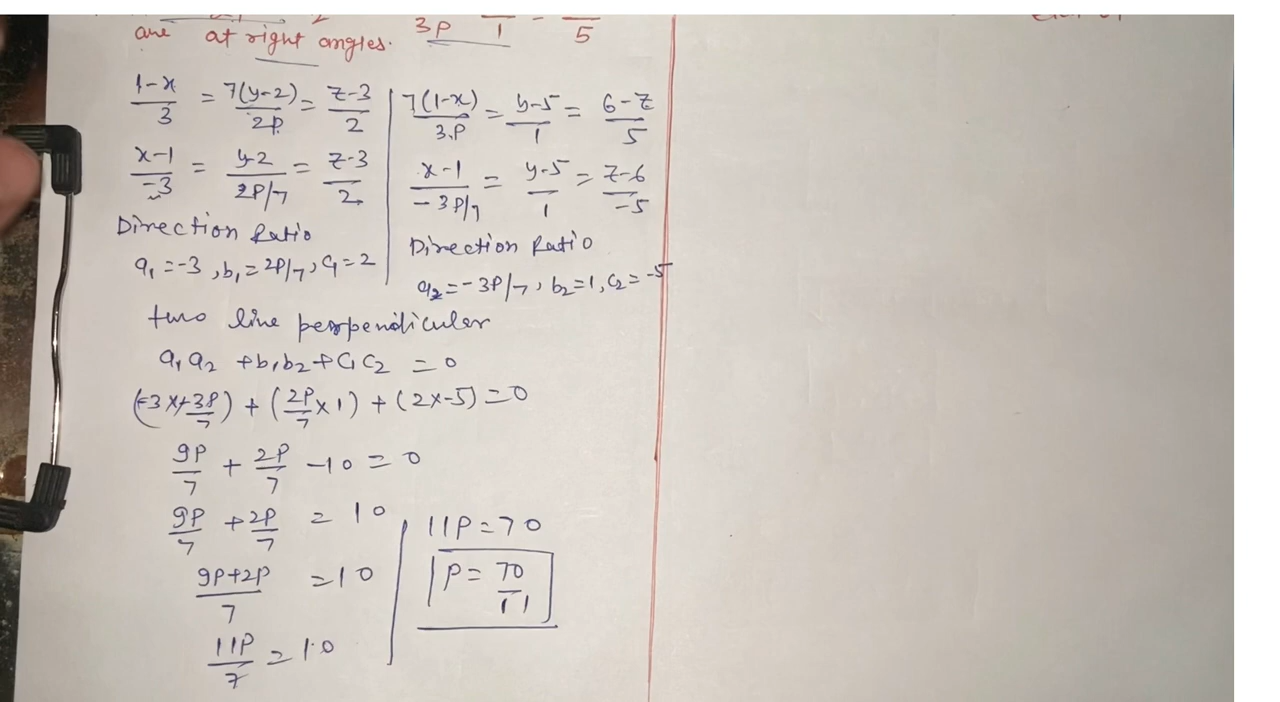 are at right angles. 3P 1 5
1-x/3 = 7(y-2)/2P = z-3/2
x-1/-3 = y-2/2P/7 = z-3/2
Direction Ratio
a₁ = -3, b₁ = 2P/7, c₁ = 2
7(1-x)/3.P = y-5/1 = 6-z/5
x-1/-3P/7 = y-5/1 = z-6/-5
Direction Ratio
a₂ = -3P/7, b₂ = 1, c₂ = -5
two line perpendicular
a₁a₂ + b₁b₂ + c₁c₂ = 0
(-3x-3P/7) + (2P/7 x 1) + (2x-5) = 0
9P/7 + 2P/7 - 10 = 0
9P/7 + 2P/7 = 10
9P+2P/7 = 10
11P/7 = 10
11P = 70
P = 70/11